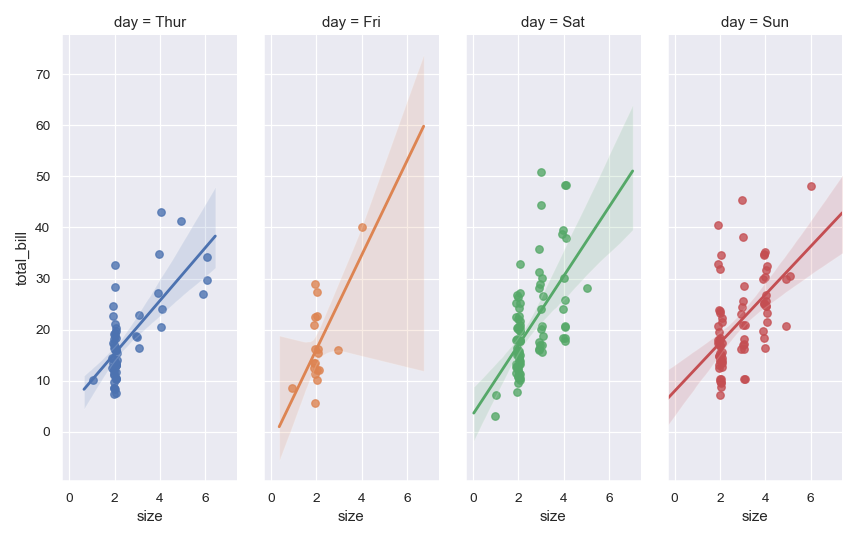 day = Thur
day = Fri
day = Sat
day = Sun
total_bill
70
60
50
40
30
20
10
0
0 2 4 6
0 2 4 6
0 2 4 6
0 2 4 6
size
size
size
size